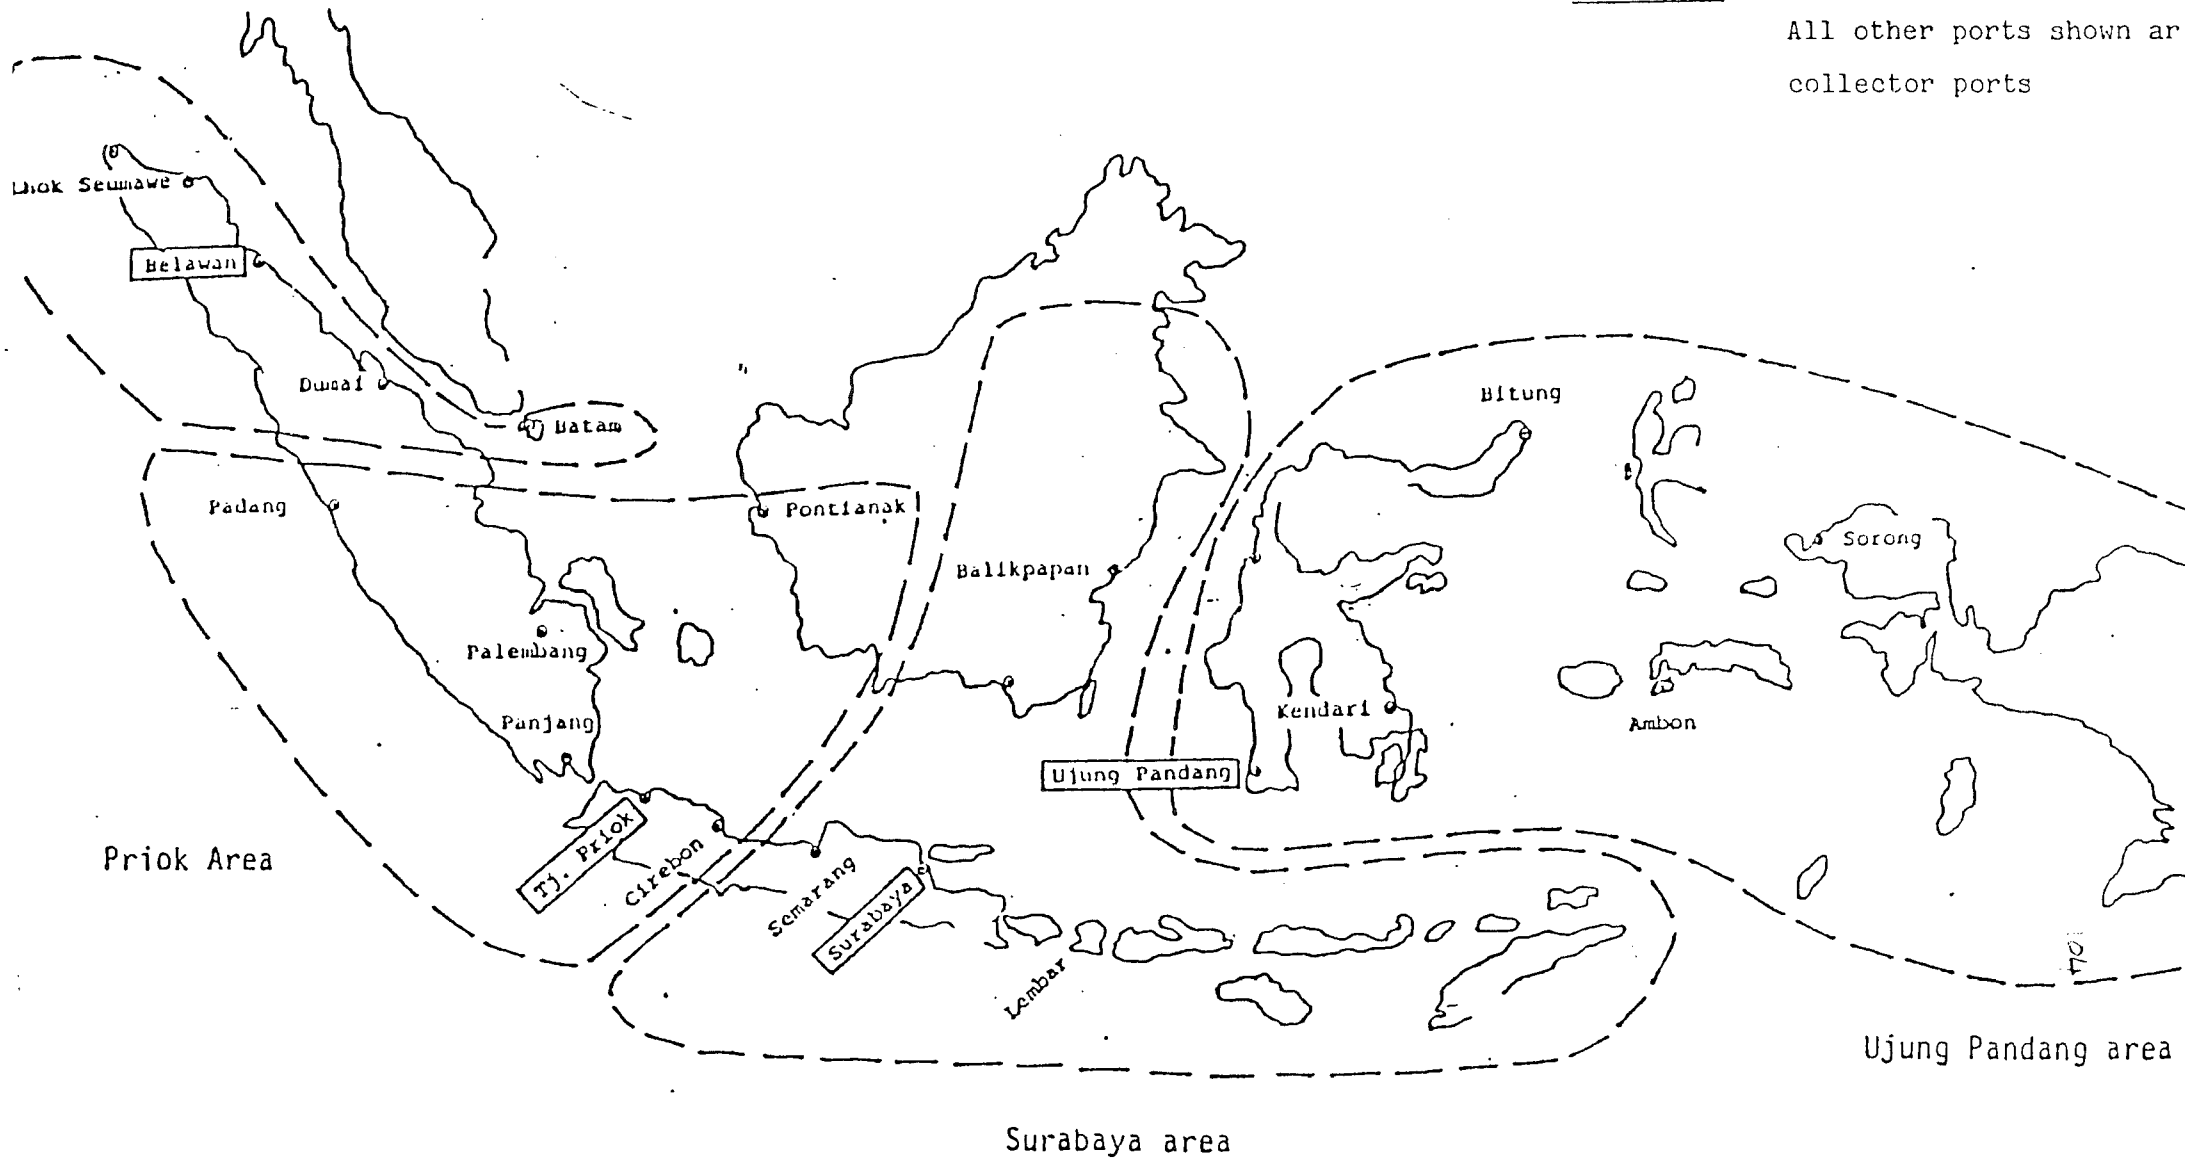 All other ports shown ar
collector ports
Lhok Seumawe
Belawan
Dumai
Batam
Bitung
Padang
Pontianak
Sorong
Balikpapan
Palembang
Panjang
Kendari
Ambon
Ujung Pandang
Tj. Priok
Cirebon
Semarang
Surabaya
Lembar
Priok Area
104
Ujung Pandang area
Surabaya area